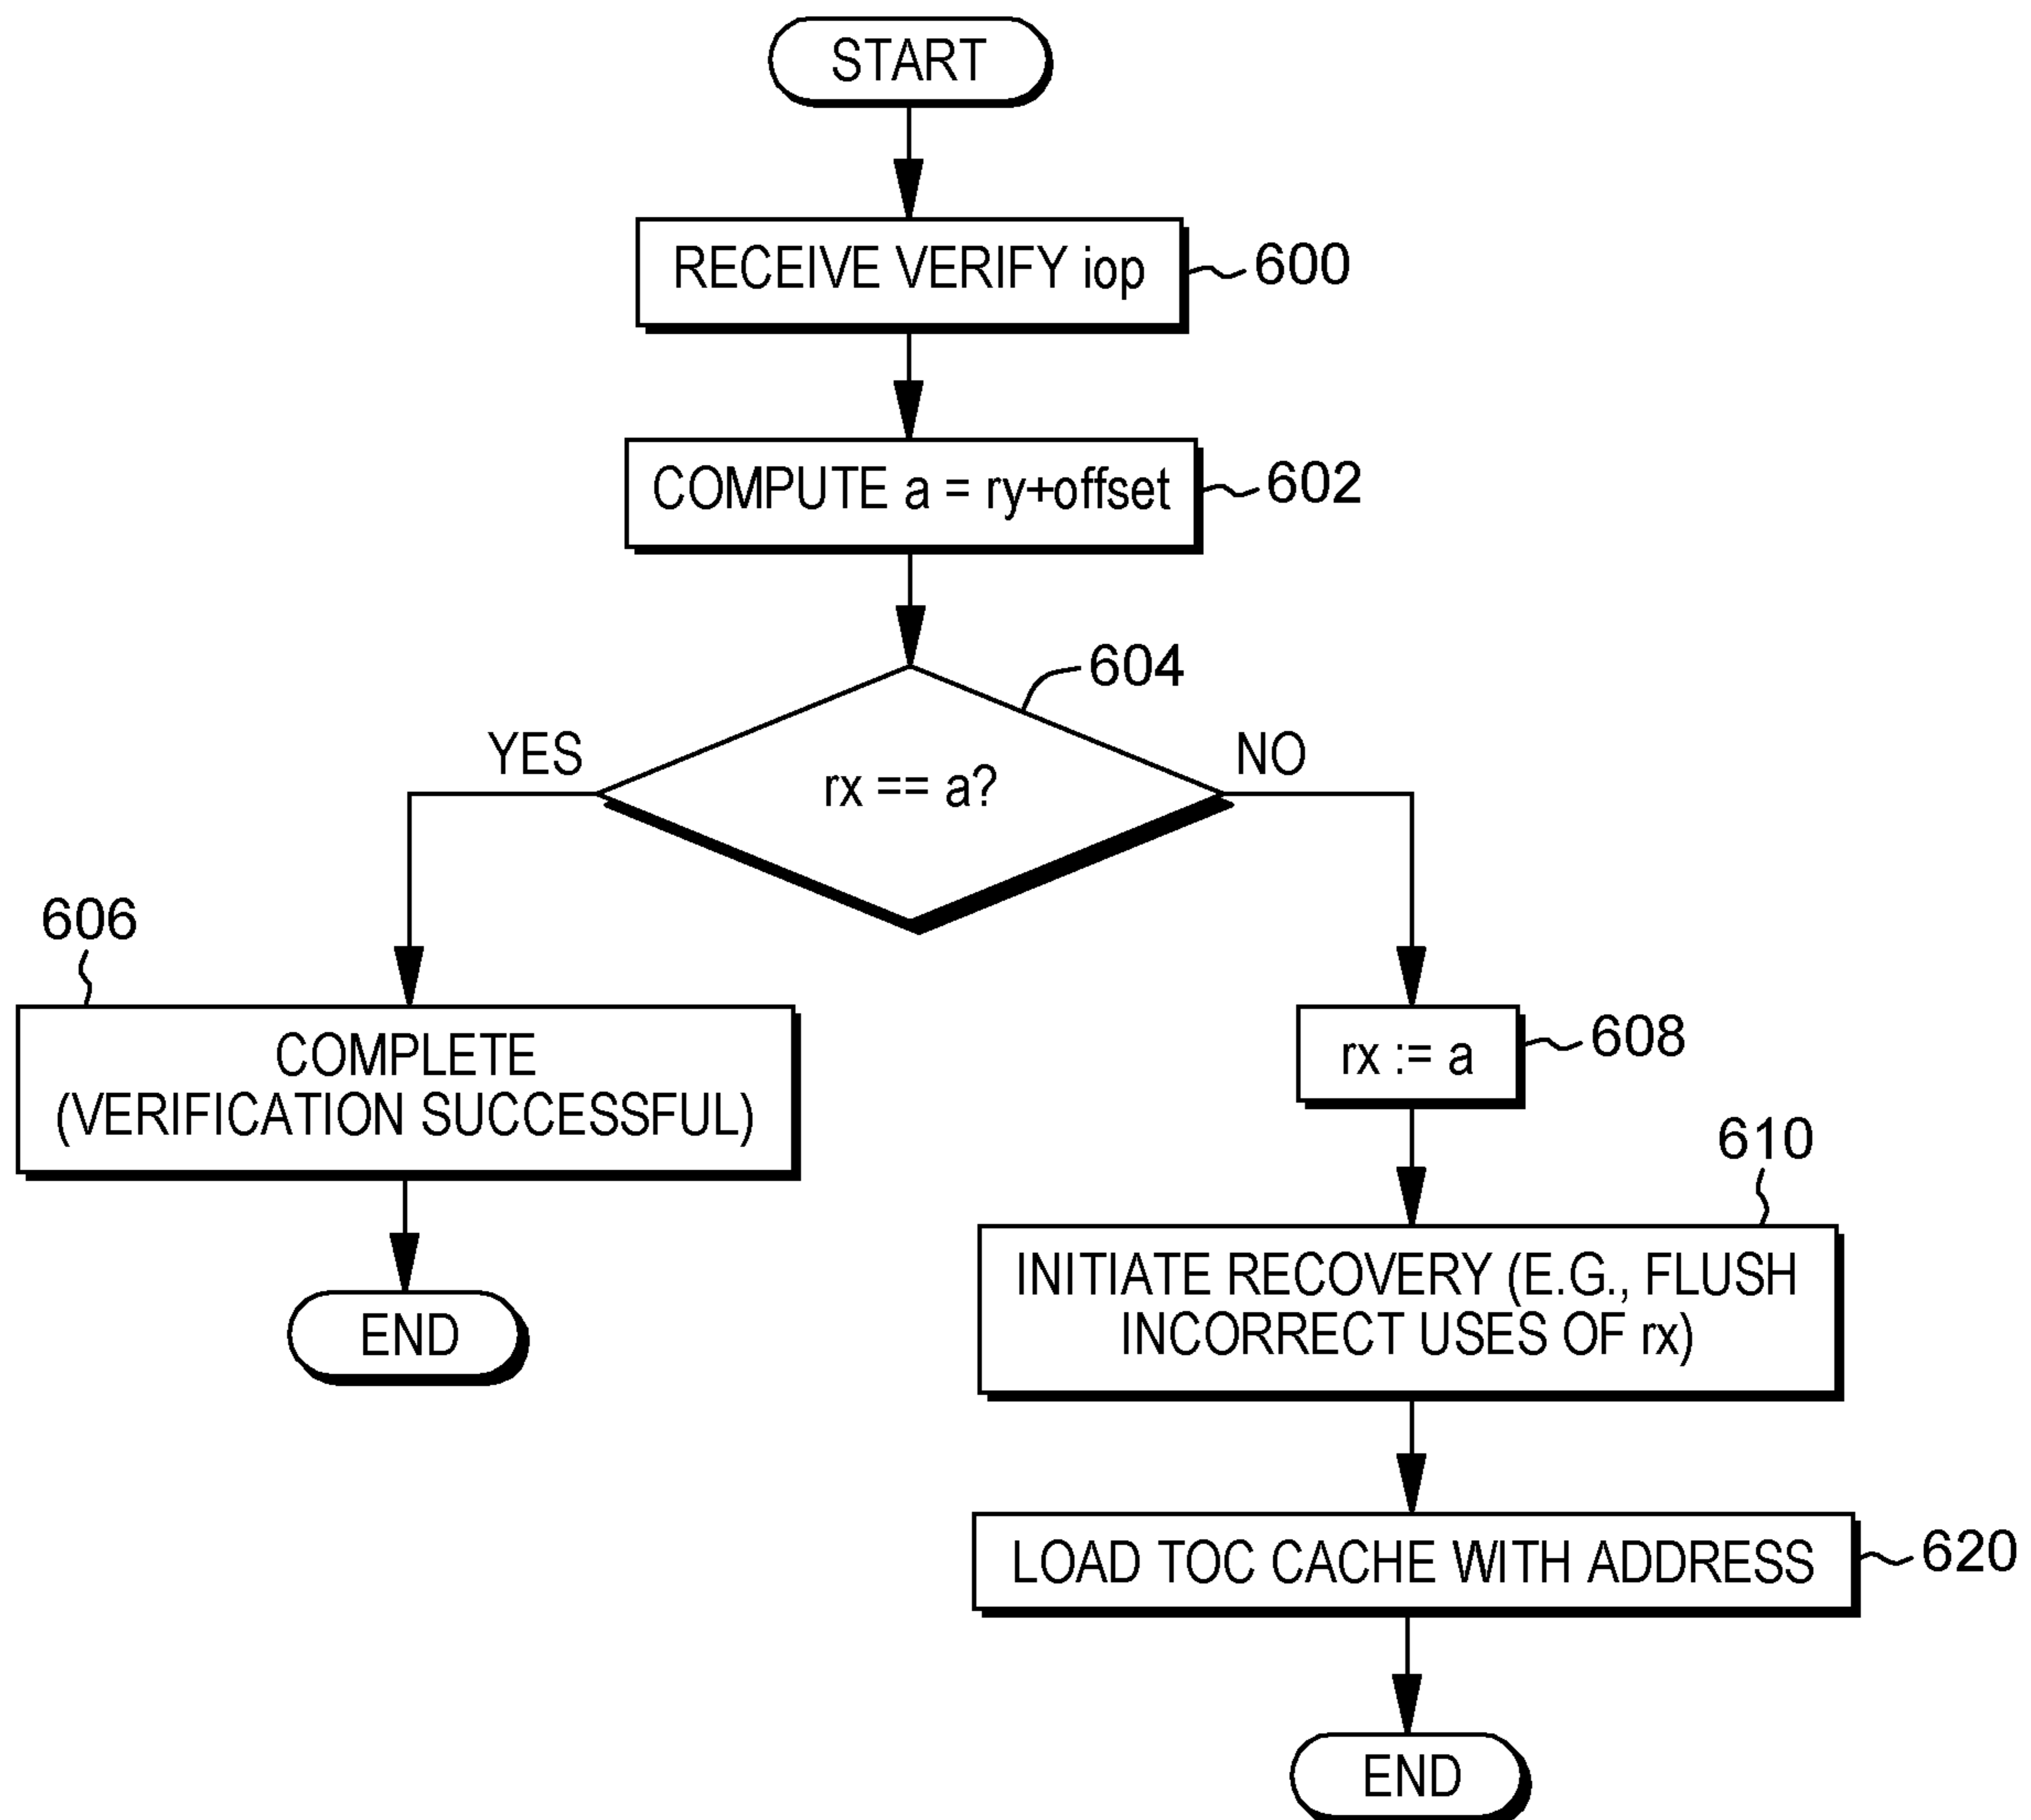 START
RECEIVE VERIFY iop
600
COMPUTE a = ry+offset
602
604
YES
NO
rx == a?
606
COMPLETE
(VERIFICATION SUCCESSFUL)
END
rx := a
608
610
INITIATE RECOVERY (E.G., FLUSH
INCORRECT USES OF rx)
LOAD TOC CACHE WITH ADDRESS
620
END